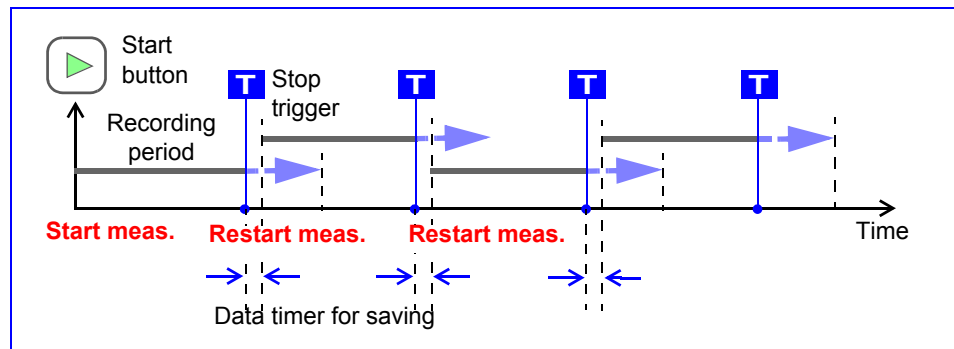 Start
button
T
Stop
trigger
T
T
T
Recording
period
Time
Start meas.
Restart meas.
Restart meas.
Data timer for saving